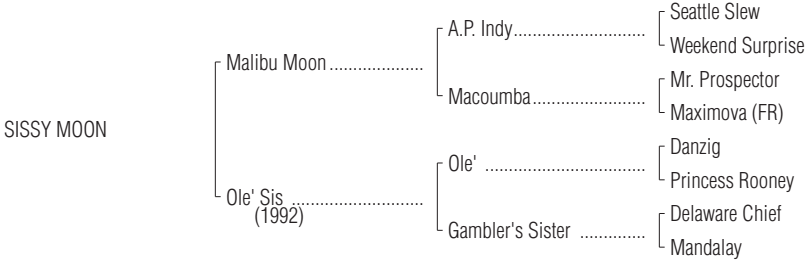 Seattle Slew
A.P. Indy..............................
Weekend Surprise
Malibu Moon .....................
Mr. Prospector
Macoumba..........................
Maximova (FR)
SISSY MOON
Danzig
Ole' .....................................
Princess Rooney
Ole' Sis ..............................
(1992)
Delaware Chief
Gambler's Sister ...............
Mandalay